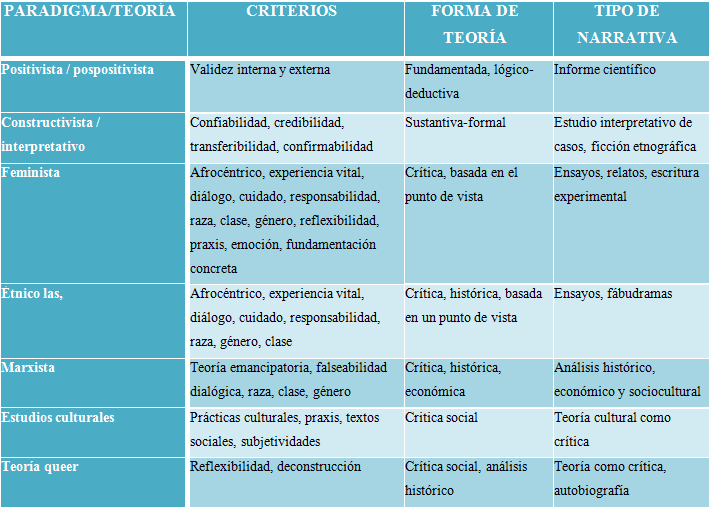 PARADIGMA/TEORÍA CRITERIOS FORMA DE TEORÍA TIPO DE NARRATIVA
Positivista / pospositivista
Validez interna y externa
Fundamentada, lógico-
deductiva
Informe científico
Constructivista /
interpretativo
Confiabilidad, credibilidad,
transferibilidad, confirmabilidad
Sustantiva-formal
Estudio interpretativo de
casos, ficción etnográfica
Feminista
Afrocéntrico, experiencia vital,
diálogo, cuidado, responsabilidad,
raza, clase, género, reflexibilidad,
praxis, emoción, fundamentación
concreta
Crítica, basada en el
punto de vista
Ensayos, relatos, escritura
experimental
Étnico las,
Afrocéntrico, experiencia vital,
diálogo, cuidado, responsabilidad,
raza, género, clase
Crítica, histórica, basada
en un punto de vista
Ensayos, fábudramas
Marxista
Teoría emancipatoria, falseabilidad
dialógica, raza, clase, género
Crítica, histórica,
económica
Análisis histórico,
económico y sociocultural
Estudios culturales
Prácticas culturales, praxis, textos
sociales, subjetividades
Critica social
Teoría cultural como
crítica
Teoría queer
Reflexibilidad, deconstrucción
Crítica social, análisis
histórico
Teoría como crítica,
autobiografía